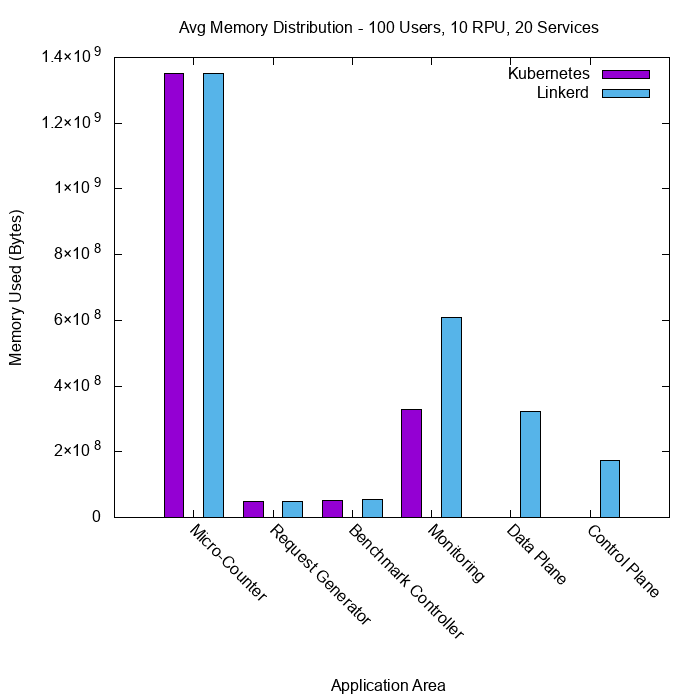 Avg Memory Distribution - 100 Users, 10 RPU, 20 Services
Kubernetes
Linkerd
1.4×10⁹
1.2×10⁹
1×10⁹
8×10⁸
6×10⁸
4×10⁸
2×10⁸
0
Memory Used (Bytes)
Micro-Counter
Request Generator
Benchmark Controller
Monitoring
Data Plane
Control Plane
Application Area